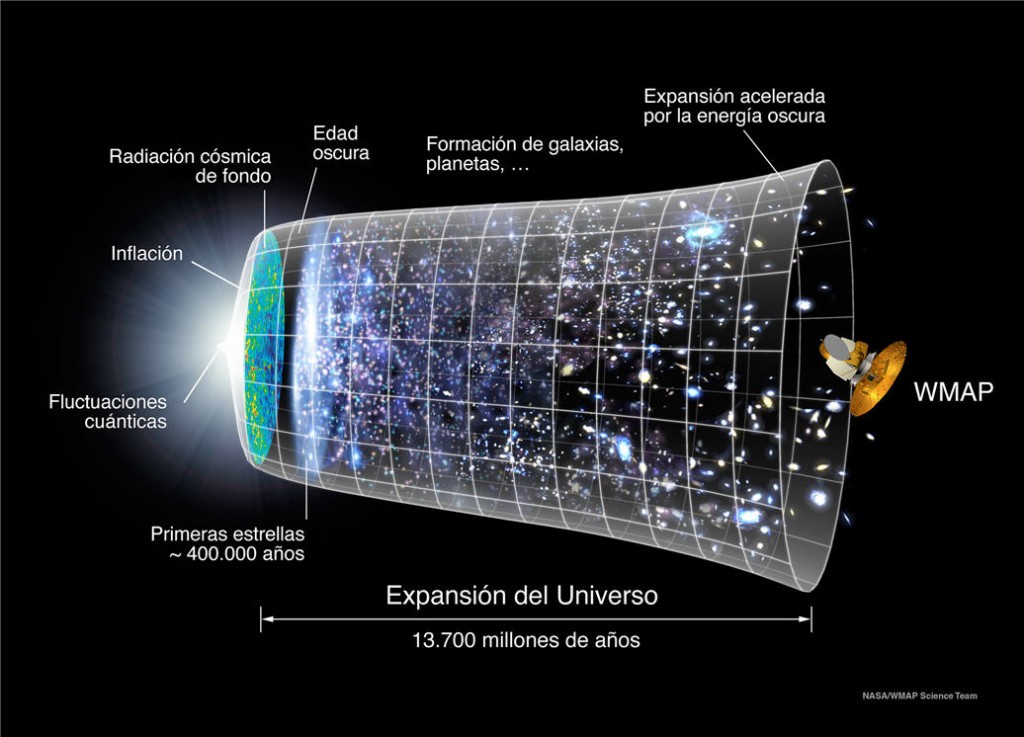 Expansión acelerada
por la energía oscura
Edad
oscura
Formación de galaxias,
planetas, …
Radiación cósmica
de fondo
Inflación
WMAP
Fluctuaciones
cuánticas
Primeras estrellas
~ 400.000 años
Expansión del Universo
13.700 millones de años
NASA/WMAP Science Team